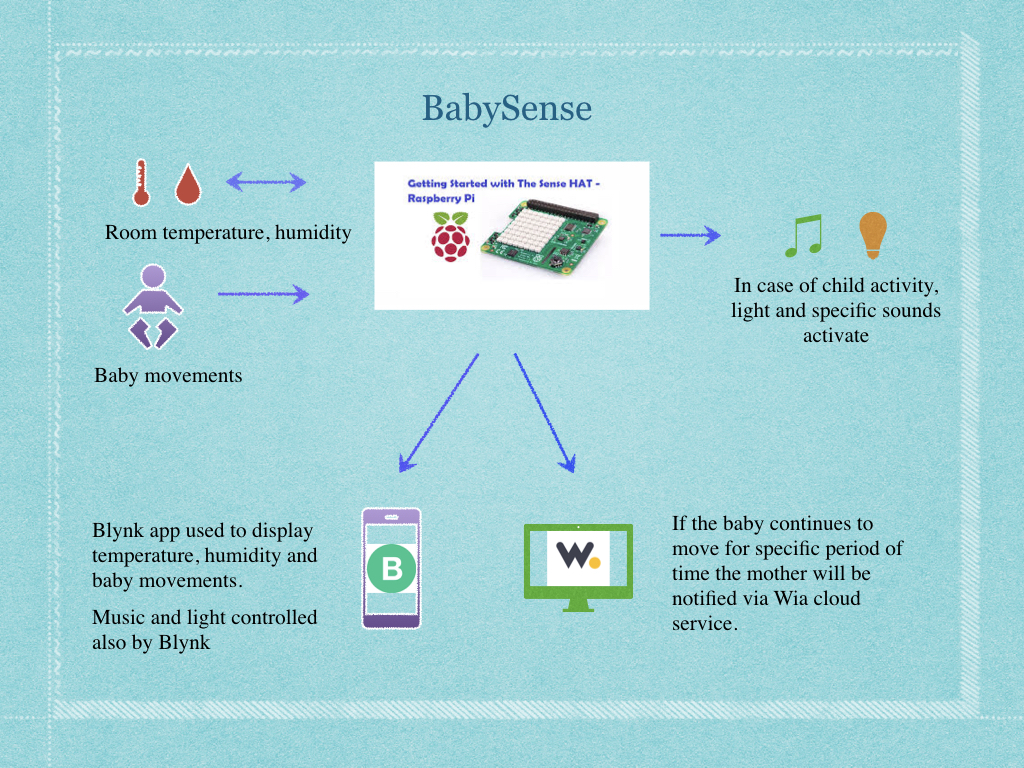 BabySense
Getting Started with The Sense HAT -
Raspberry Pi
Room temperature, humidity
In case of child activity,
light and specific sounds
activate
Baby movements
Blynk app used to display
temperature, humidity and
baby movements.
Music and light controlled
also by Blynk
B
W.
If the baby continues to
move for specific period of
time the mother will be
notified via Wia cloud
service.